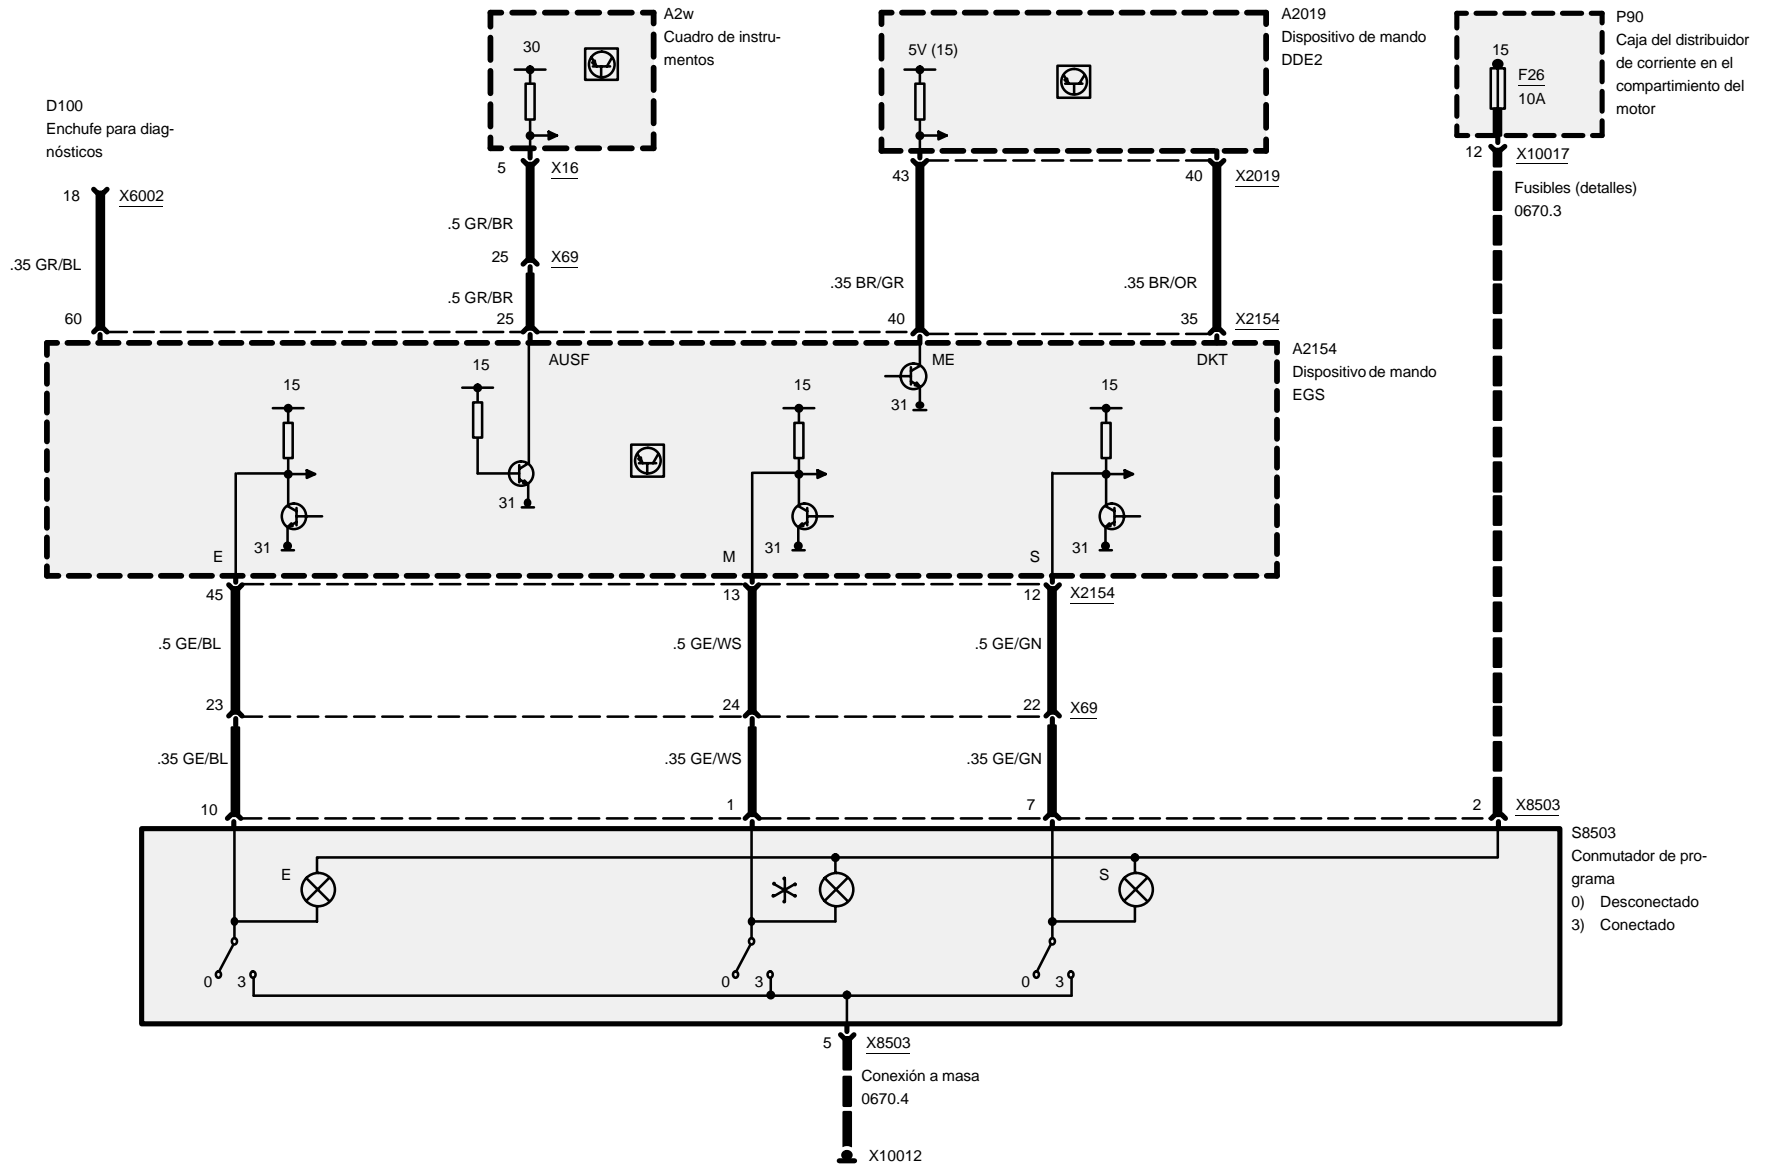 A2w
Cuadro de instru-
mentos
30
A2019
Dispositivo de mando
DDE2
5V (15)
P90
Caja del distribuidor
de corriente en el
compartimiento del
motor
15
F26
10A
D100
Enchufe para diag-
nósticos
5
X16
43
40
X2019
12
X10017
18
X6002
Fusibles (detalles)
0670.3
.5 GR/BR
25
X69
.35 GR/BL
.5 GR/BR
.35 BR/GR
.35 BR/OR
60
25
40
35
X2154
15
AUSF
ME
DKT
A2154
Dispositivo de mando
EGS
15
15
31
15
31
31
31
31
E
M
S
45
13
12
X2154
.5 GE/BL
.5 GE/WS
.5 GE/GN
23
24
22
X69
.35 GE/BL
.35 GE/WS
.35 GE/GN
10
1
7
2
X8503
S8503
Conmutador de pro-
grama
0) Desconectado
3) Conectado
E
S
0
3
0
3
0
3
5
X8503
Conexión a masa
0670.4
X10012